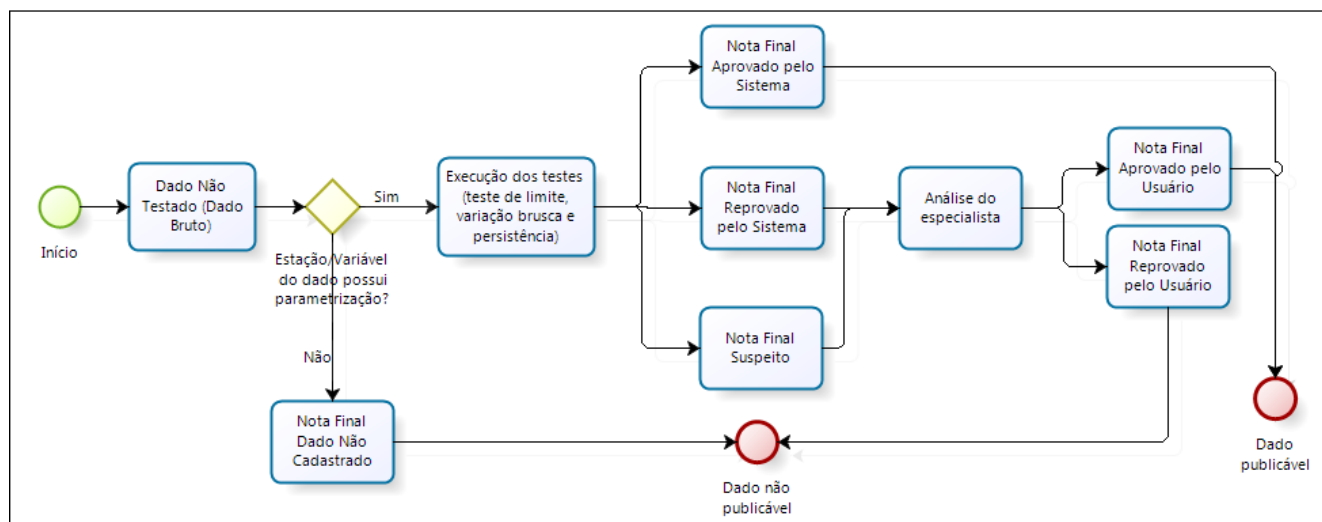 Início
Dado Não
Testado (Dado
Bruto)
Estação/Variável
do dado possui
parametrização?
Sim
Não
Nota Final
Dado Não
Cadastrado
Execução dos testes
(teste de limite,
variação brusca e
persistência)
Nota Final
Aprovado pelo
Sistema
Nota Final
Reprovado
pelo Sistema
Nota Final
Suspeito
Análise do
especialista
Nota Final
Aprovado pelo
Usuário
Nota Final
Reprovado
pelo Usuário
Dado não
publicável
Dado
publicável